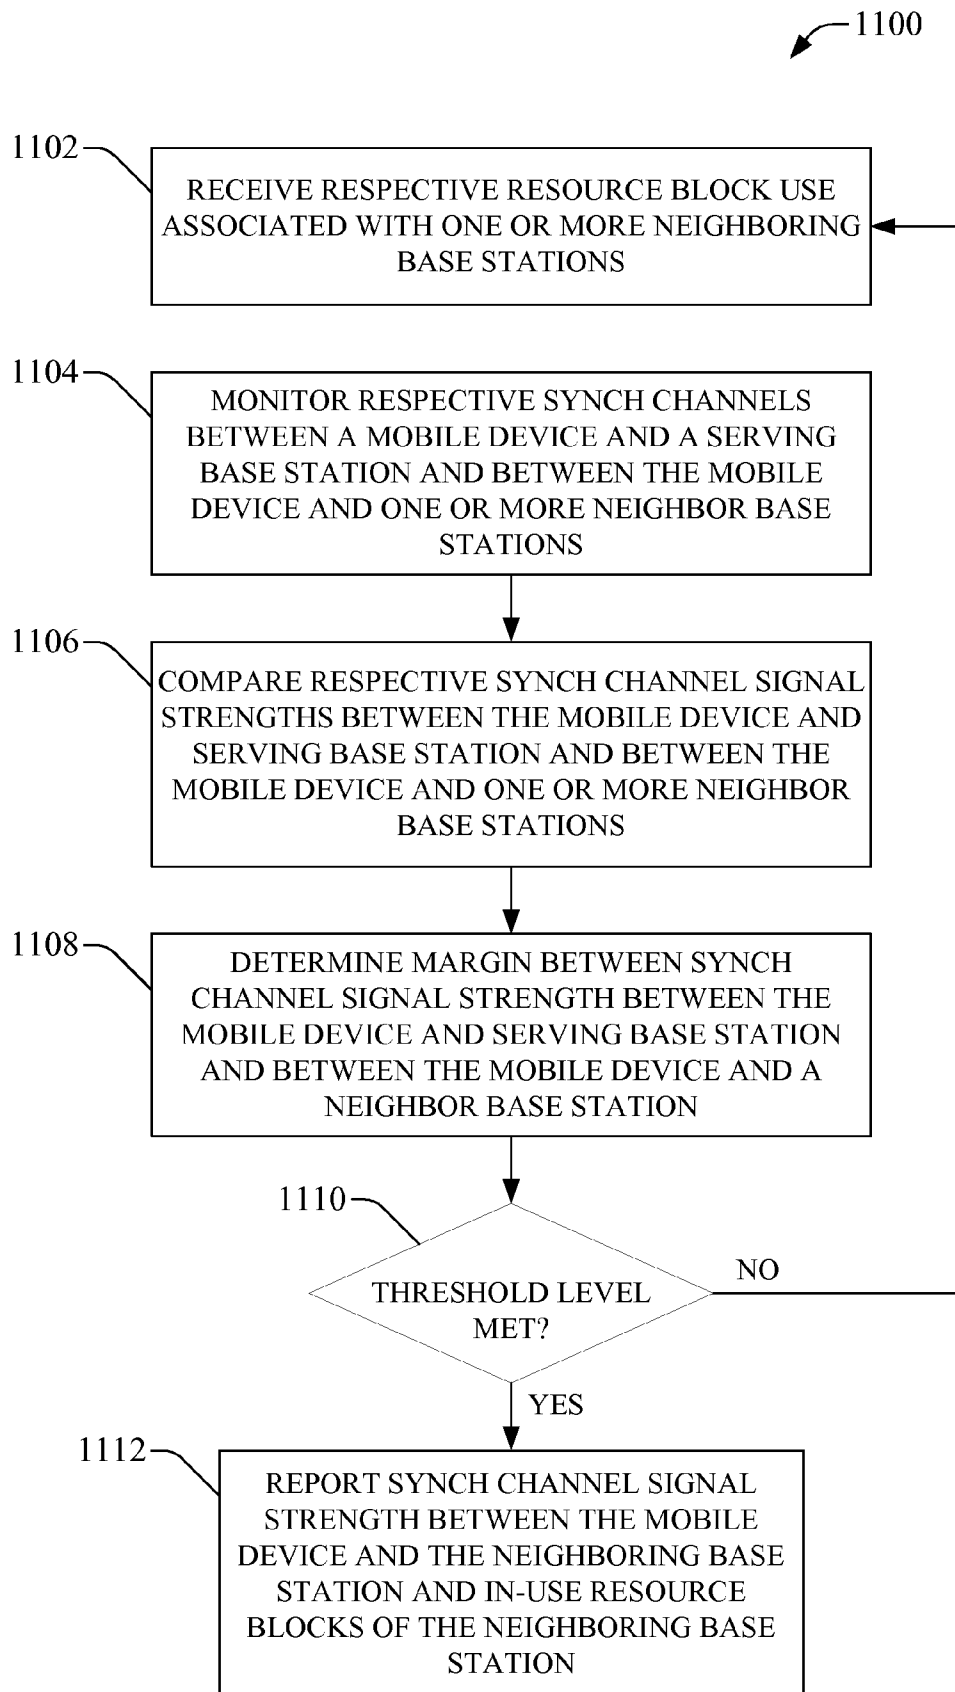 1100
1102
RECEIVE RESPECTIVE RESOURCE BLOCK USE
ASSOCIATED WITH ONE OR MORE NEIGHBORING
BASE STATIONS
1104
MONITOR RESPECTIVE SYNCH CHANNELS
BETWEEN A MOBILE DEVICE AND A SERVING
BASE STATION AND BETWEEN THE MOBILE
DEVICE AND ONE OR MORE NEIGHBOR BASE
STATIONS
1106
COMPARE RESPECTIVE SYNCH CHANNEL SIGNAL
STRENGTHS BETWEEN THE MOBILE DEVICE AND
SERVING BASE STATION AND BETWEEN THE
MOBILE DEVICE AND ONE OR MORE NEIGHBOR
BASE STATIONS
1108
DETERMINE MARGIN BETWEEN SYNCH
CHANNEL SIGNAL STRENGTH BETWEEN THE
MOBILE DEVICE AND SERVING BASE STATION
AND BETWEEN THE MOBILE DEVICE AND A
NEIGHBOR BASE STATION
1110
THRESHOLD LEVEL
MET?
NO
YES
1112
REPORT SYNCH CHANNEL SIGNAL
STRENGTH BETWEEN THE MOBILE
DEVICE AND THE NEIGHBORING BASE
STATION AND IN-USE RESOURCE
BLOCKS OF THE NEIGHBORING BASE
STATION